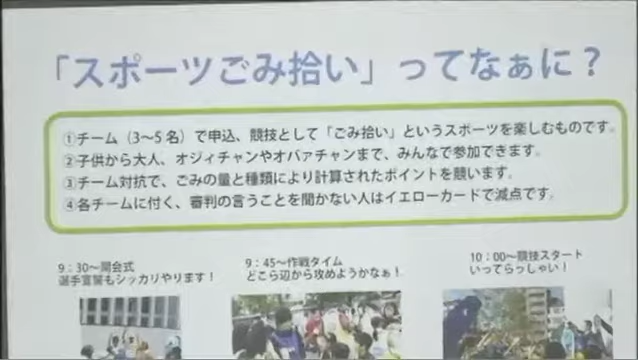 「スポーツごみ拾い」ってなぁに？
①チーム（3〜5名）で申込、競技として「ごみ拾い」というスポーツを楽しむものです。
②子供から大人、オジィチャンやオバァチャンまで、みんなで参加できます。
③チーム対抗で、ごみの量と種類により計算されたポイントを競います。
④各チームに付く、審判の言うことを聞かない人はイエローカードで減点です。
9：30〜開会式
選手宣誓もシッカリやります！
9：45〜作戦タイム
どこら辺から攻めようかなぁ！
10：00〜競技スタート
いってらっしゃい！